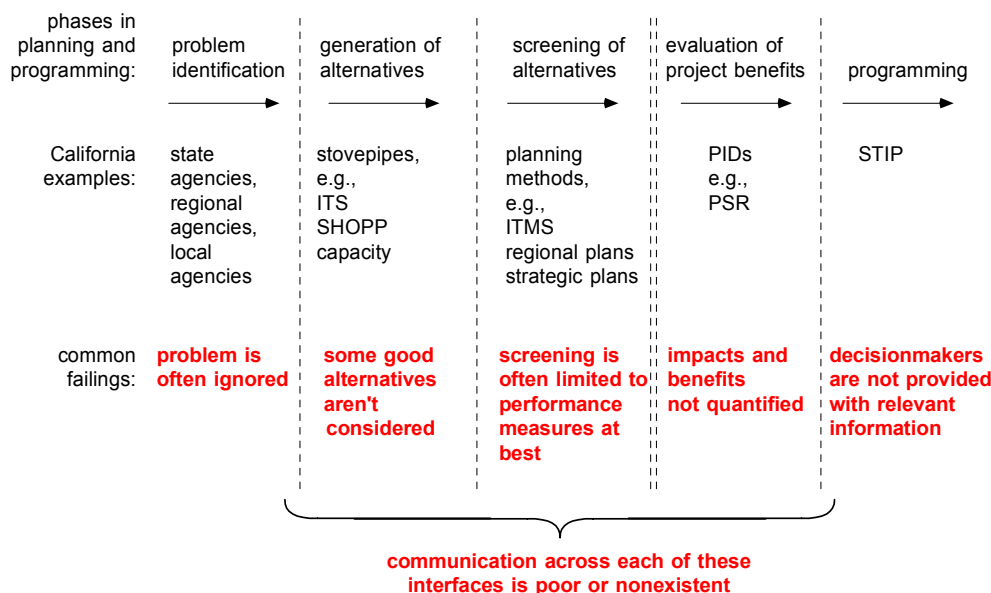 phases in
planning and
programming:
problem
identification
generation of
alternatives
screening of
alternatives
evaluation of
project benefits
programming
California
examples:
state
agencies,
regional
agencies,
local
agencies
stovepipes,
e.g.,
ITS
SHOPP
capacity
planning
methods,
e.g.,
ITMS
regional plans
strategic plans
PIDs
e.g.,
PSR
STIP
common
failings:
problem is
often ignored
some good
alternatives
aren't
considered
screening is
often limited to
performance
measures at
best
impacts and
benefits
not quantified
decisionmakers
are not provided
with relevant
information
communication across each of these
interfaces is poor or nonexistent